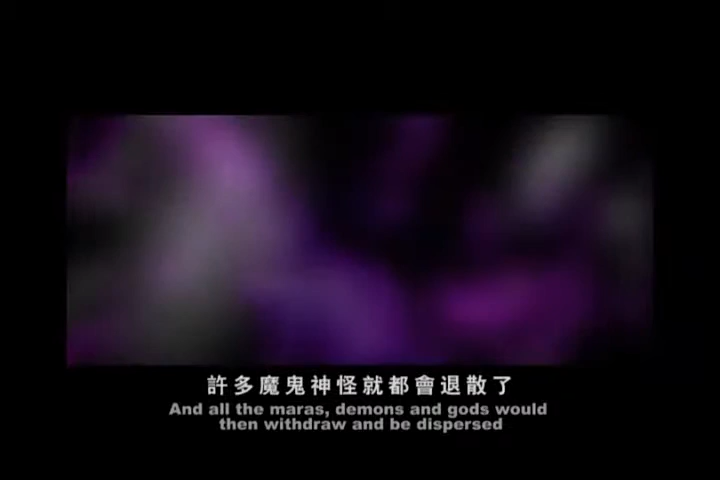 許多魔鬼神怪就都會退散了
And all the maras, demons and gods would
then withdraw and be dispersed